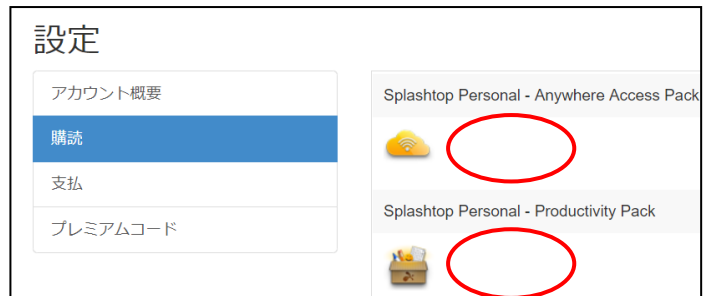 設定
アカウント概要
購読
支払
プレミアムコード
Splashtop Personal - Anywhere Access Pack
Splashtop Personal - Productivity Pack